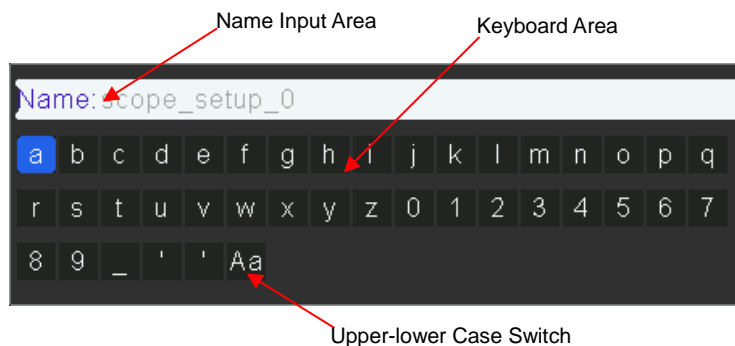 Name Input Area
Keyboard Area
Name: scope_setup_0
a b c d e f g h i j k l m n o p q
r s t u v w x y z 0 1 2 3 4 5 6 7
8 9 _ ' ' Aa
Upper-lower Case Switch